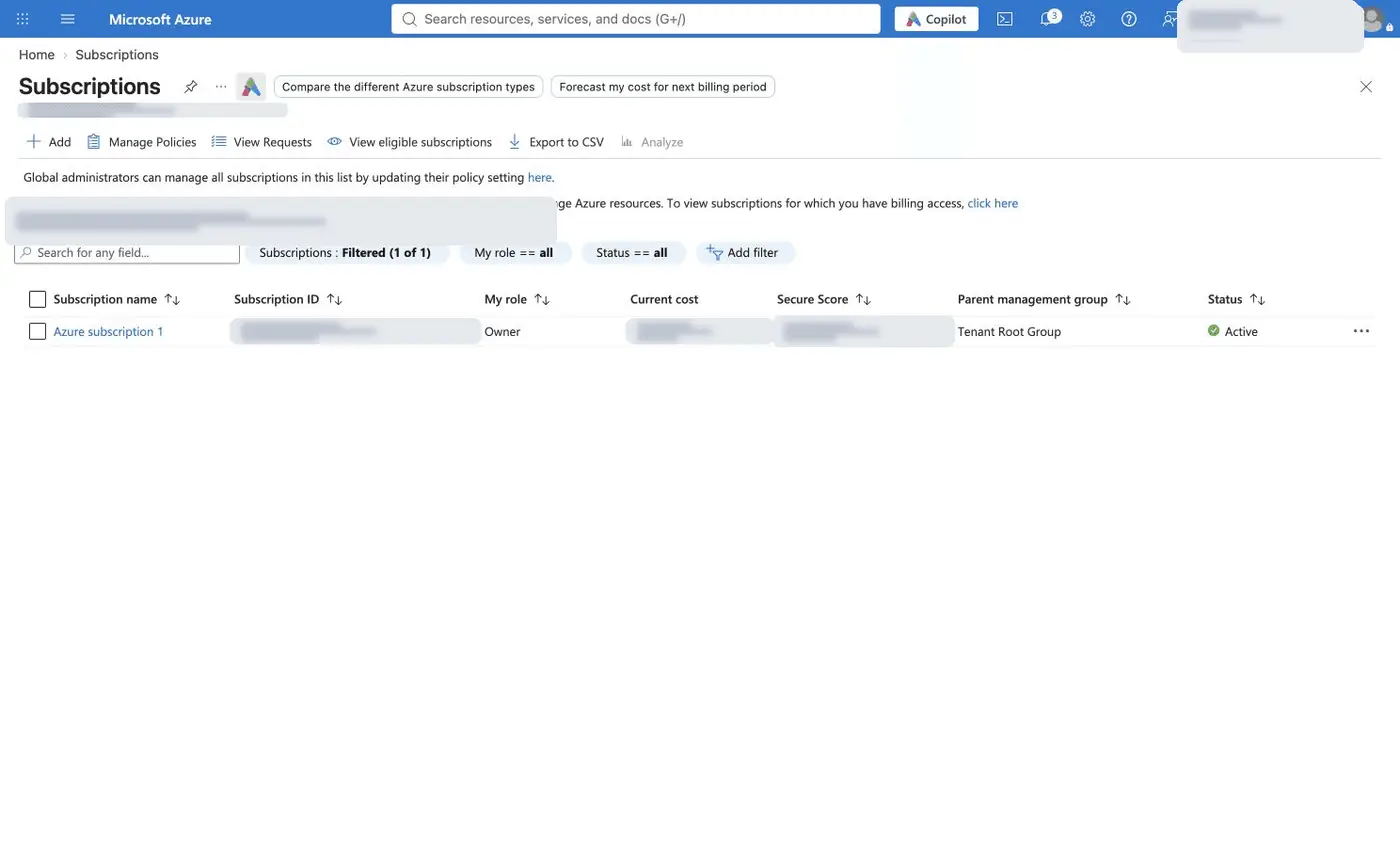 Microsoft Azure Search resources, services, and docs (G+/) Copilot 3
Home › Subscriptions
Subscriptions ··· Compare the different Azure subscription types Forecast my cost for next billing period
Add Manage Policies View Requests View eligible subscriptions Export to CSV Analyze
Global administrators can manage all subscriptions in this list by updating their policy setting here.
Azure resources. To view subscriptions for which you have billing access, click here
Search for any field... Subscriptions : Filtered (1 of 1) My role == all Status == all Add filter
Subscription name Subscription ID My role Current cost Secure Score Parent management group Status
Azure subscription 1 Owner Tenant Root Group Active